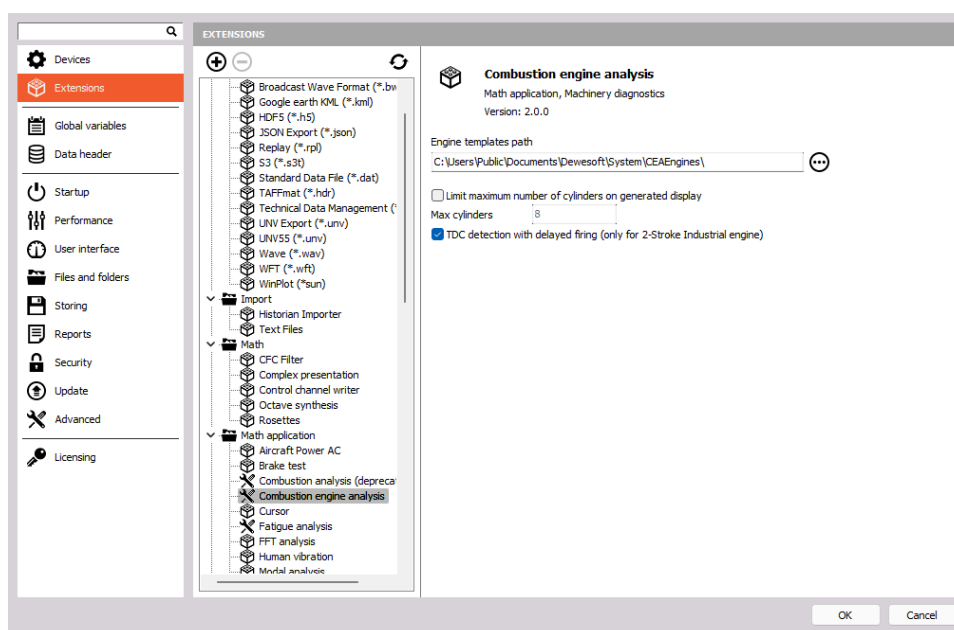 EXTENSIONS
Devices
Extensions
Global variables
Data header
Startup
Performance
User interface
Files and folders
Storing
Reports
Security
Update
Advanced
Licensing
Broadcast Wave Format (*.bw
Google earth KML (*.kml)
HDF5 (*.h5)
JSON Export (*.json)
Replay (*.rpl)
S3 (*.s3t)
Standard Data File (*.dat)
TAFFmat (*.hdr)
Technical Data Management (*
UNV Export (*.unv)
UNV55 (*.unv)
Wave (*.wav)
WFT (*.wft)
WinPlot (*sun)
Import
Historian Importer
Text Files
Math
CFC Filter
Complex presentation
Control channel writer
Octave synthesis
Rosettes
Math application
Aircraft Power AC
Brake test
Combustion analysis (depreca
Combustion engine analysis
Cursor
Fatigue analysis
FFT analysis
Human vibration
Modal analysis
Combustion engine analysis
Math application, Machinery diagnostics
Version: 2.0.0
Engine templates path
C:\Users\Public\Documents\Dewesoft\System\CEAEngines\
Limit maximum number of cylinders on generated display
Max cylinders 8
TDC detection with delayed firing (only for 2-Stroke Industrial engine)
OK Cancel